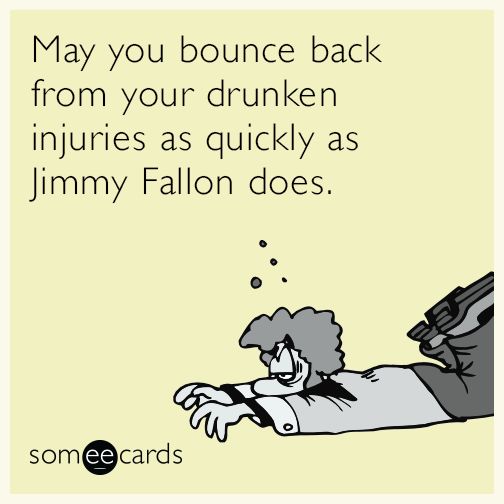 May you bounce back
from your drunken
injuries as quickly as
Jimmy Fallon does.
someecards